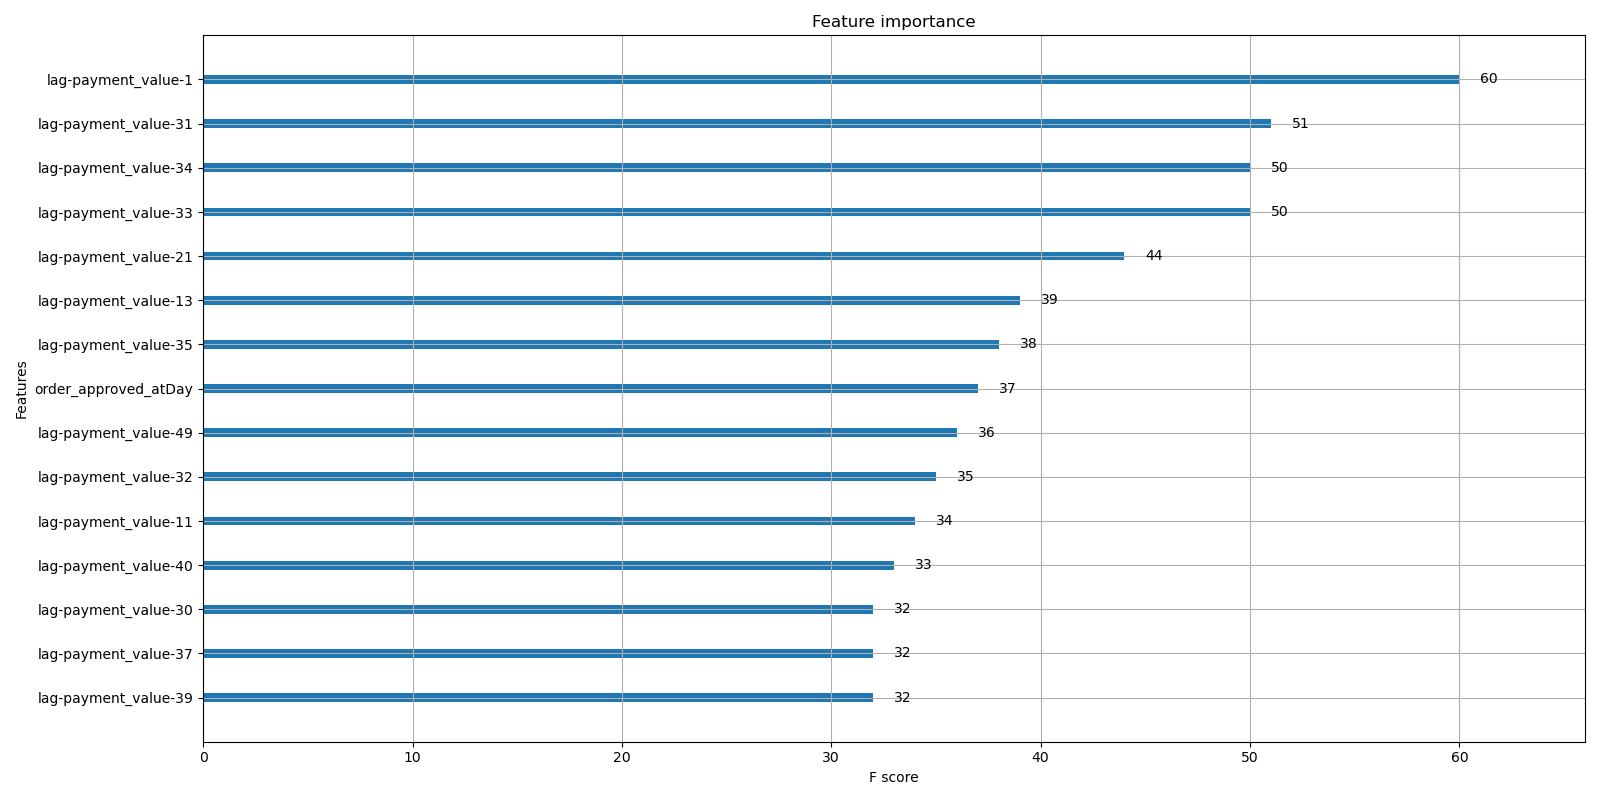 Feature importance
Features
lag-payment_value-1 60
lag-payment_value-31 51
lag-payment_value-34 50
lag-payment_value-33 50
lag-payment_value-21 44
lag-payment_value-13 39
lag-payment_value-35 38
order_approved_atDay 37
lag-payment_value-49 36
lag-payment_value-32 35
lag-payment_value-11 34
lag-payment_value-40 33
lag-payment_value-30 32
lag-payment_value-37 32
lag-payment_value-39 32
0 10 20 30 40 50 60
F score